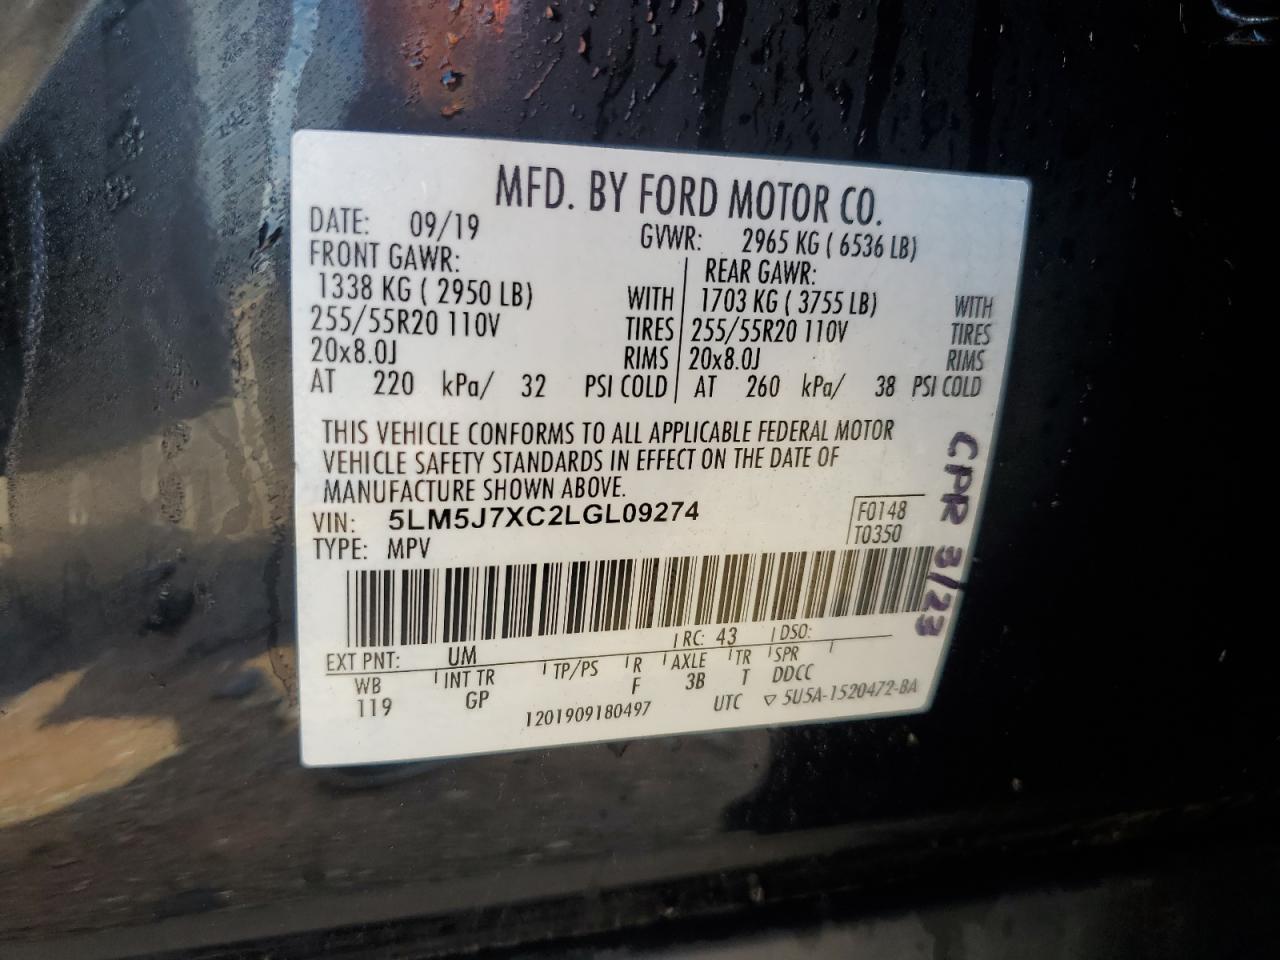 MFD. BY FORD MOTOR CO.
DATE: 09/19 GVWR: 2965 KG ( 6536 LB)
FRONT GAWR: REAR GAWR:
1338 KG ( 2950 LB) WITH 1703 KG ( 3755 LB) WITH
255/55R20 110V TIRES 255/55R20 110V TIRES
20x8.0J RIMS 20x8.0J RIMS
AT 220 kPa/ 32 PSI COLD AT 260 kPa/ 38 PSI COLD
THIS VEHICLE CONFORMS TO ALL APPLICABLE FEDERAL MOTOR
VEHICLE SAFETY STANDARDS IN EFFECT ON THE DATE OF
MANUFACTURE SHOWN ABOVE.
VIN: 5LM5J7XC2LGL09274 F0148
TYPE: MPV T0350
CPR 3/23
EXT PNT: UM RC: 43 DSO:
WB INT TR TP/PS R AXLE TR SPR
119 GP F 3B T DDCC
1201909180497 UTC ▽ 5U5A-1520472-BA